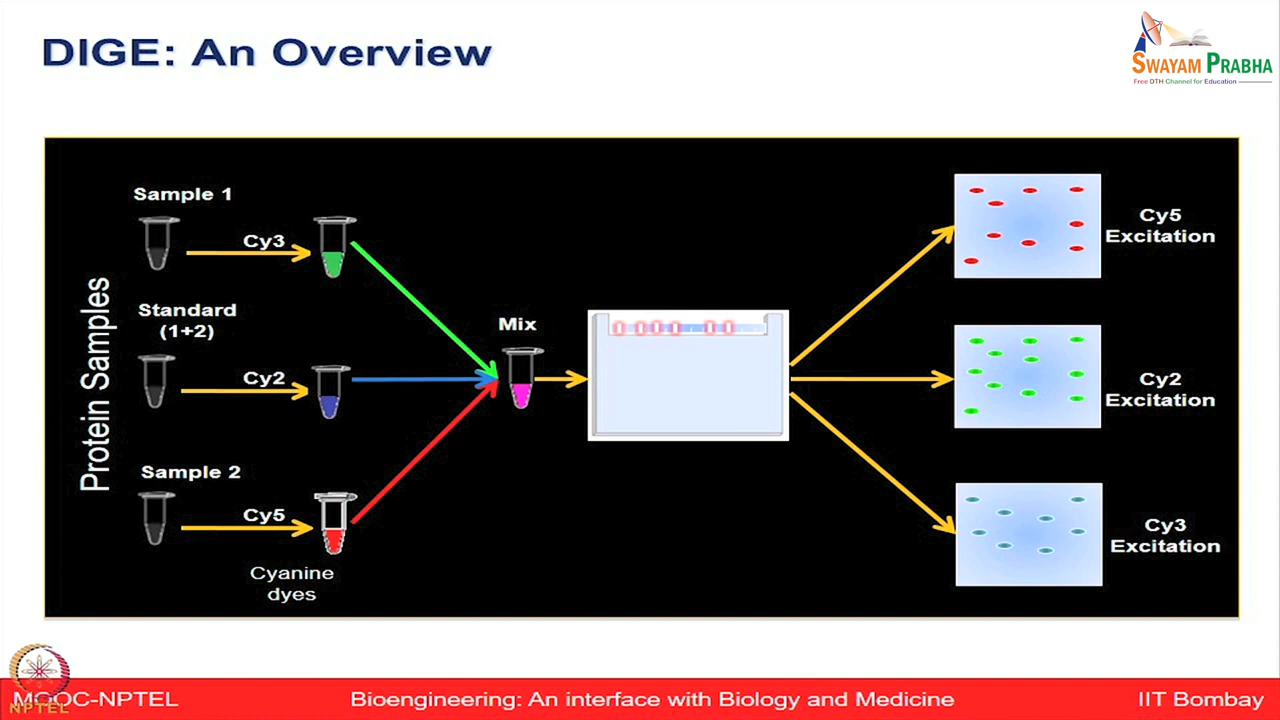 DIGE: An Overview
SWAYAM PRABHA
Free DTH Channel for Education
Protein Samples
Sample 1
Cy3
Standard
(1+2)
Cy2
Sample 2
Cy5
Cyanine
dyes
Mix
Cy5
Excitation
Cy2
Excitation
Cy3
Excitation
NPTEL
MOOC-NPTEL
Bioengineering: An interface with Biology and Medicine
IIT Bombay